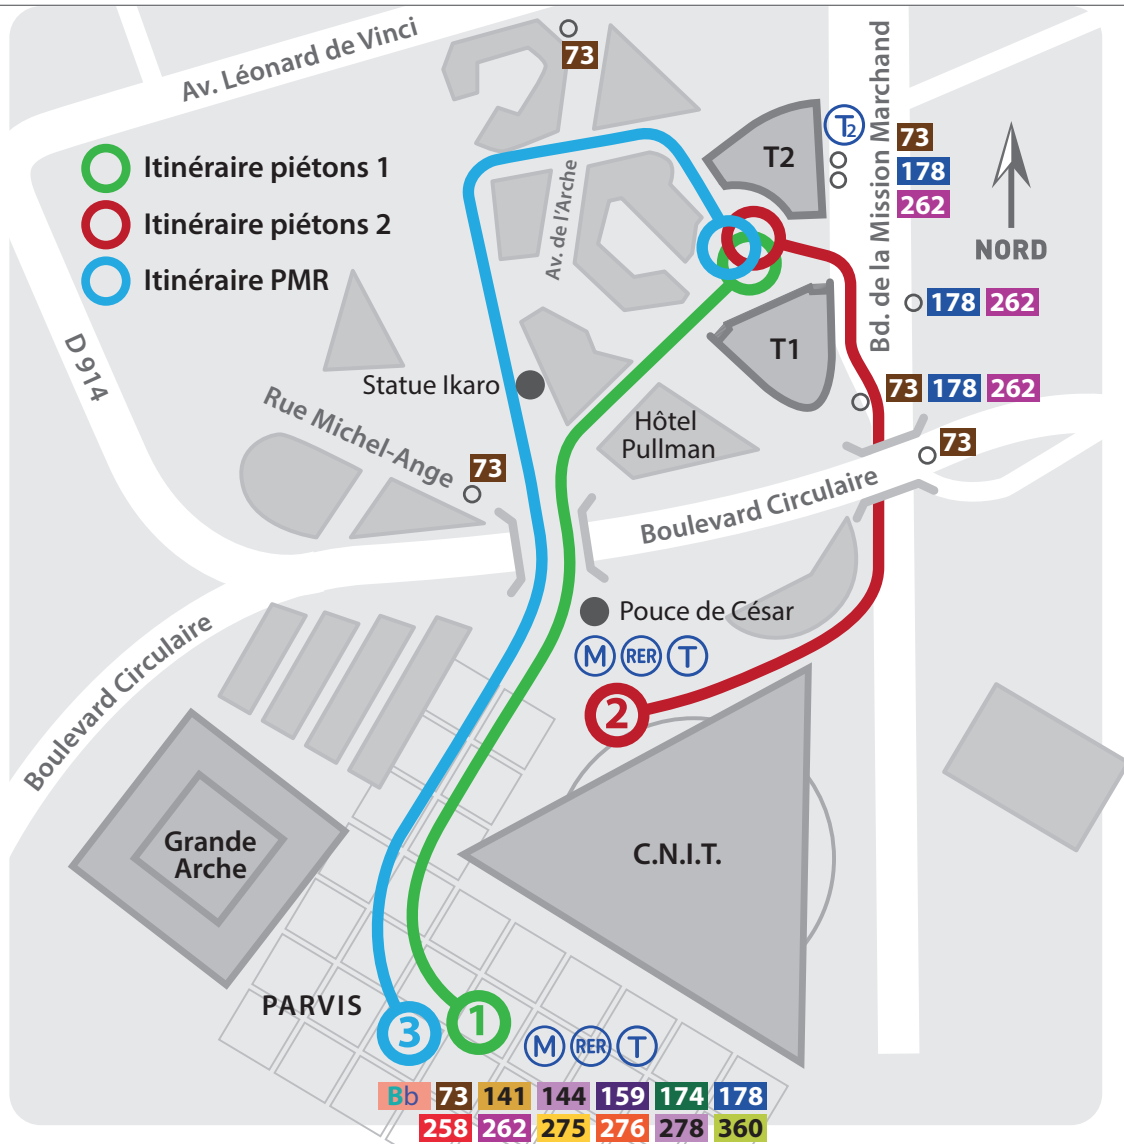 Av. Léonard de Vinci
73
Bd. de la Mission Marchand
T2
T2
73
178
262
Itinéraire piétons 1
Itinéraire piétons 2
Itinéraire PMR
Av. de l'Arche
NORD
178 262
D 914
T1
Statue Ikaro
73 178 262
Rue Michel-Ange
Hôtel
Pullman
73
73
Boulevard Circulaire
Pouce de César
M RER T
Boulevard Circulaire
2
Grande
Arche
C.N.I.T.
PARVIS
3
1
M RER T
Bb 73 141 144 159 174 178
258 262 275 276 278 360